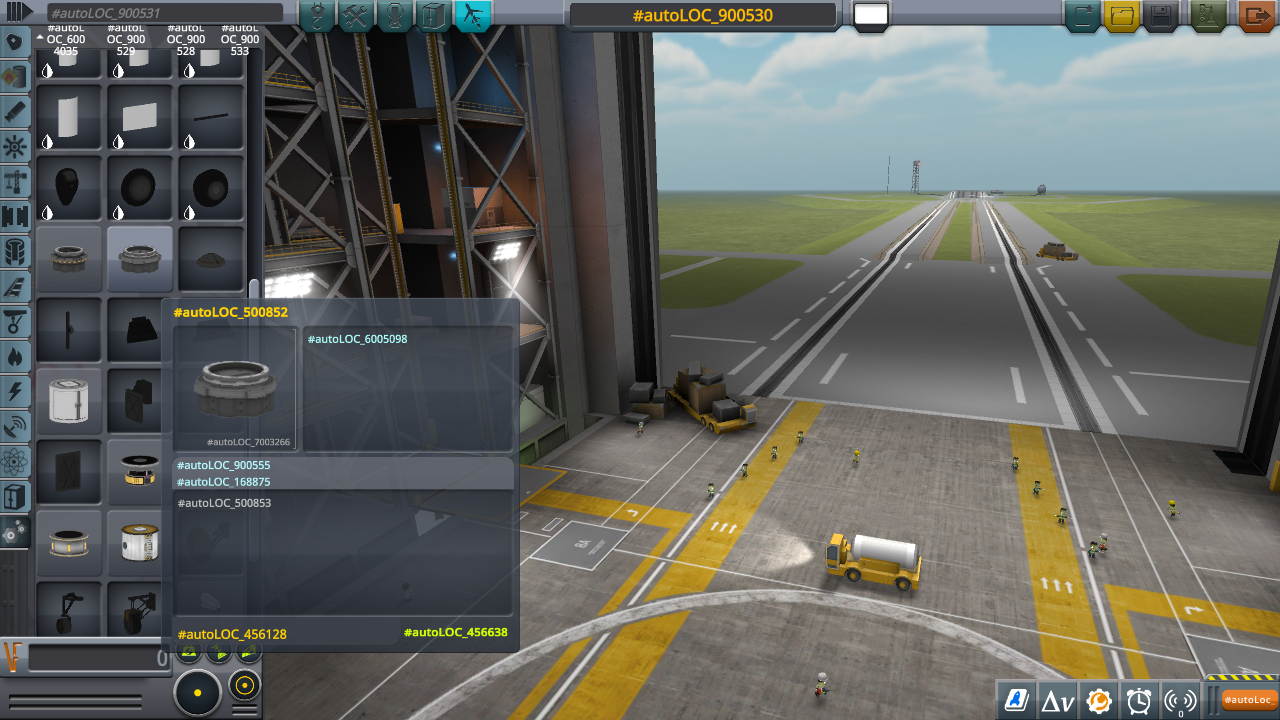 #autoLOC_900531
#autoLOC_900530
#autoL
OC_600
4035
#autoL
OC_900
529
#autoL
OC_900
528
#autoL
OC_900
533
#autoLOC_500852
#autoLOC_6005098
#autoLOC_7003266
#autoLOC_900555
#autoLOC_168875
#autoLOC_500853
#autoLOC_456128
#autoLOC_456638
0
8A
Δv
#autoLoc_